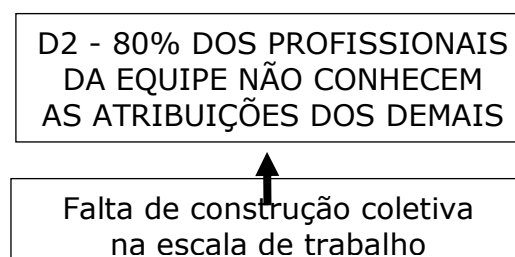 D2 - 80% DOS PROFISSIONAIS
DA EQUIPE NÃO CONHECEM
AS ATRIBUIÇÕES DOS DEMAIS
Falta de construção coletiva
na escala de trabalho